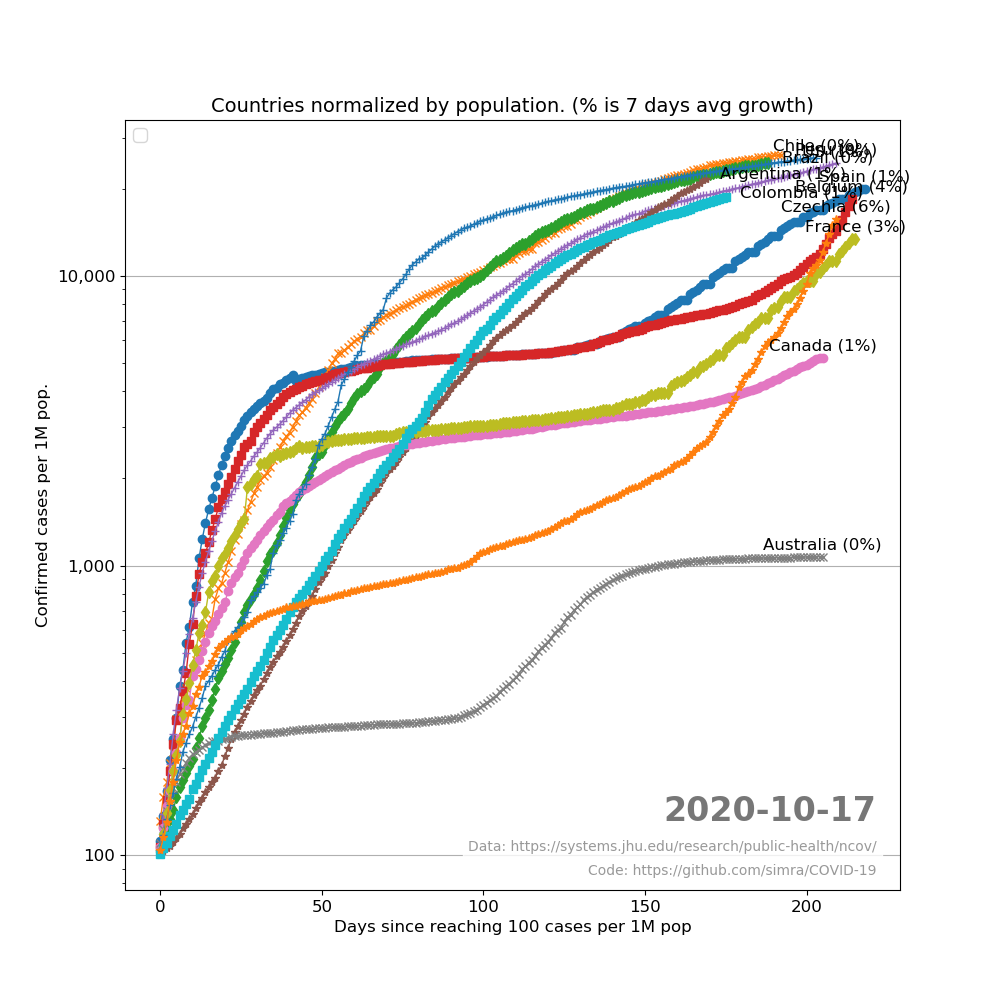 Countries normalized by population. (% is 7 days avg growth)
Chile (0%)
Brazil (0%)
Argentina (1%)
Spain (1%)
Belgium (4%)
Colombia (1%)
Czechia (6%)
France (3%)
Canada (1%)
Australia (0%)
10,000
1,000
100
Confirmed cases per 1M pop.
2020-10-17
Data: https://systems.jhu.edu/research/public-health/ncov/
Code: https://github.com/simra/COVID-19
0 50 100 150 200
Days since reaching 100 cases per 1M pop